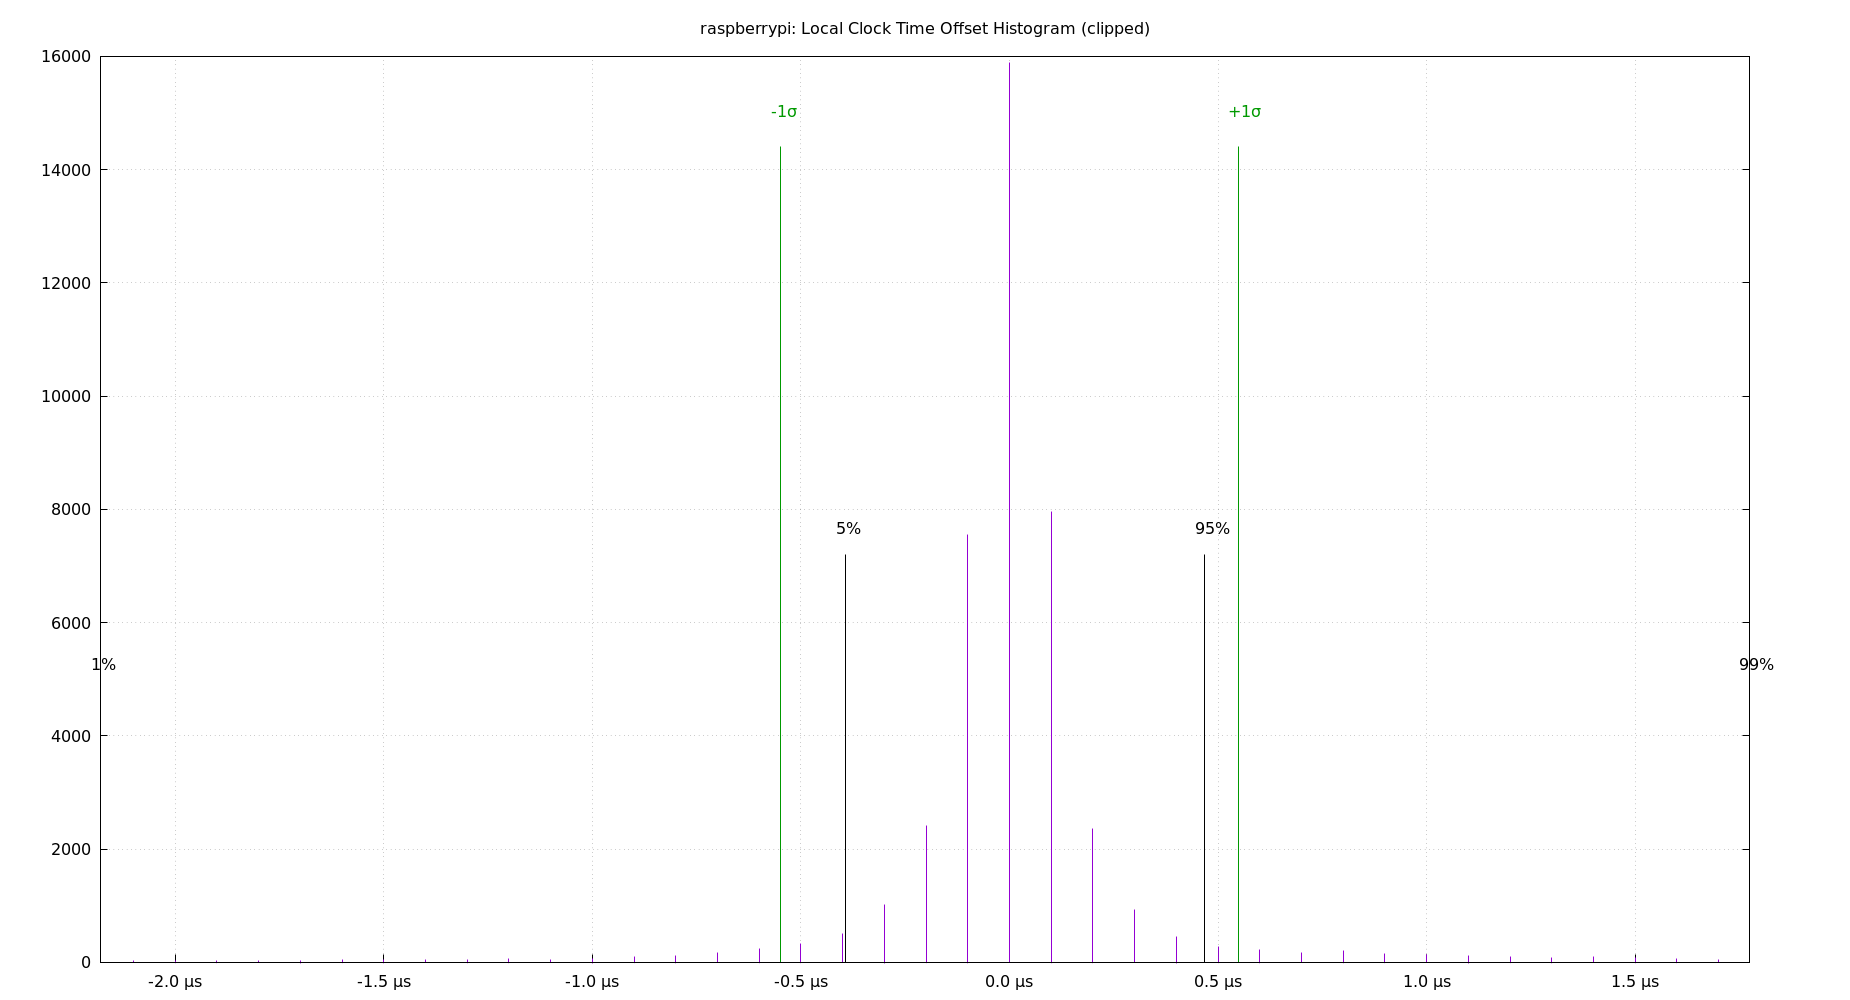 raspberrypi: Local Clock Time Offset Histogram (clipped)
16000
-1σ
+1σ
14000
12000
10000
8000
5%
95%
6000
1%
99%
4000
2000
0
-2.0 µs
-1.5 µs
-1.0 µs
-0.5 µs
0.0 µs
0.5 µs
1.0 µs
1.5 µs